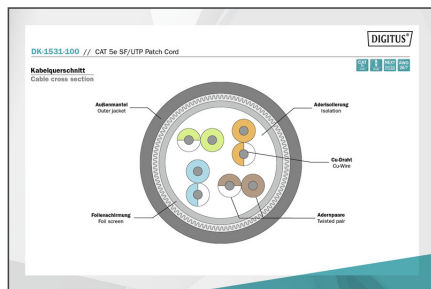 DIGITUS®
DK-1531-100 // CAT 5e SF/UTP Patch Cord
Kabelquerschnitt
Cable cross section
Außenmantel
Outer jacket
Aderisolierung
Isolation
Cu-Draht
Cu-Wire
Folienschirmung
Foil screen
Adernpaare
Twisted pair